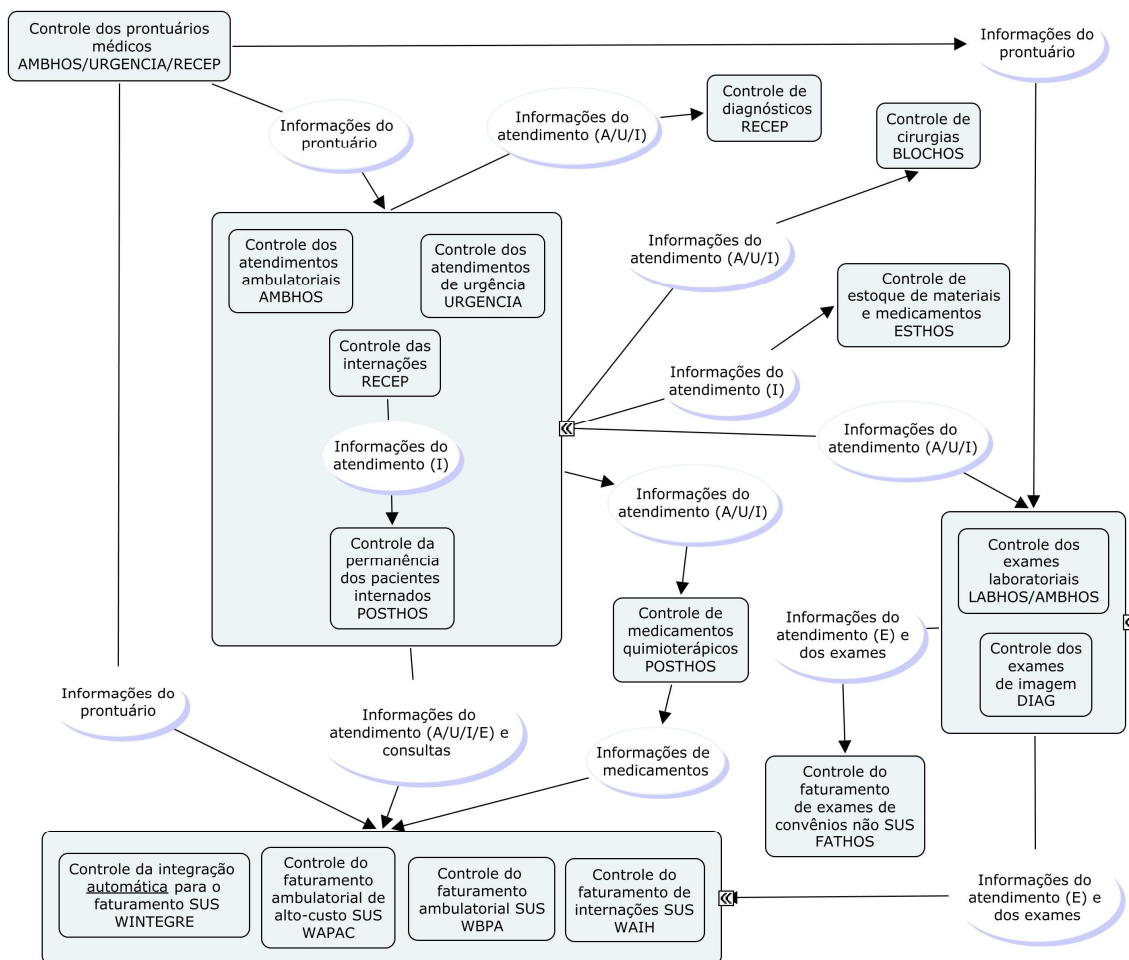 Controle dos prontuários
médicos
AMBHOS/URGENCIA/RECEP
Informações do
prontuário
Informações do
prontuário
Informações do
atendimento (A/U/I)
Controle de
diagnósticos
RECEP
Controle de
cirurgias
BLOCHOS
Controle dos
atendimentos
ambulatoriais
AMBHOS
Controle dos
atendimentos
de urgência
URGENCIA
Informações do
atendimento (A/U/I)
Controle de
estoque de materiais
e medicamentos
ESTHOS
Controle das
internações
RECEP
Informações do
atendimento (I)
Informações do
atendimento (I)
Informações do
atendimento (A/U/I)
Informações do
atendimento (A/U/I)
Controle da
permanência
dos pacientes
internados
POSTHOS
Controle dos
exames
laboratoriais
LABHOS/AMBHOS
Controle de
medicamentos
quimioterápicos
POSTHOS
Informações do
atendimento (E) e
dos exames
Controle dos
exames
de imagem
DIAG
Informações do
prontuário
Informações do
atendimento (A/U/I/E) e
consultas
Informações de
medicamentos
Controle do
faturamento
de exames de
convênios não SUS
FATHOS
Controle da integração
automática para o
faturamento SUS
WINTEGRE
Controle do
faturamento
ambulatorial de
alto-custo SUS
WAPAC
Controle do
faturamento
ambulatorial SUS
WBPA
Controle do
faturamento de
internações SUS
WAIH
Informações do
atendimento (E) e
dos exames